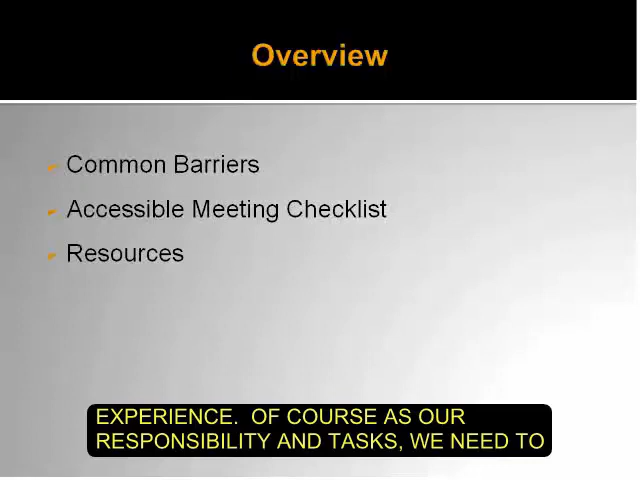 Overview
Common Barriers
Accessible Meeting Checklist
Resources
EXPERIENCE.  OF COURSE AS OUR
RESPONSIBILITY AND TASKS, WE NEED TO